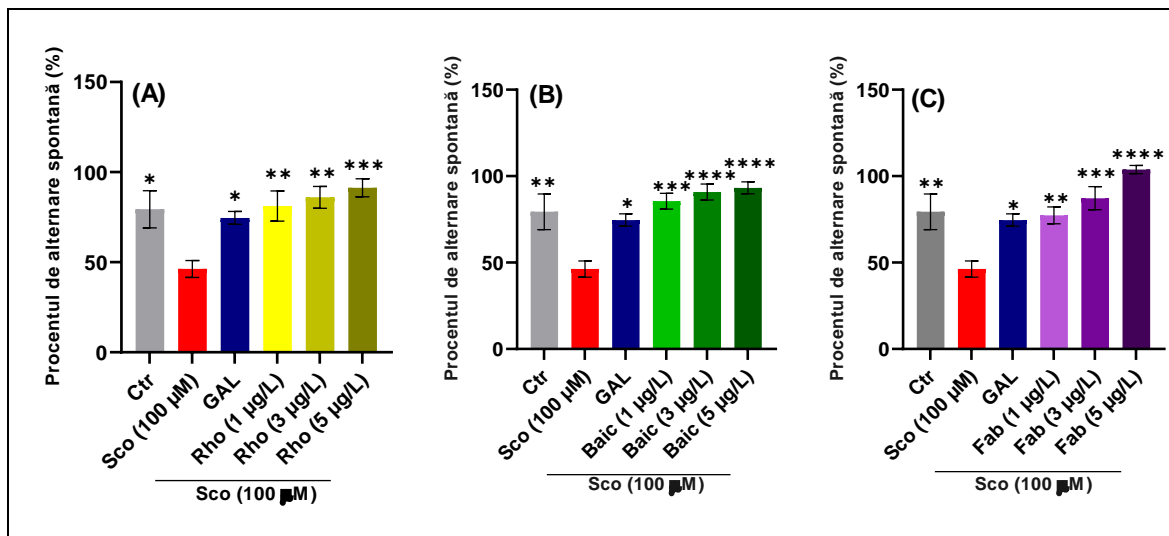 Procentul de alternare spontană (%)
150
100
50
0
(A)
*
*
**
**
***
Ctr
Sco (100 µM)
GAL
Rho (1 µg/L)
Rho (3 µg/L)
Rho (5 µg/L)
Sco (100 µM)
Procentul de alternare spontană (%)
150
100
50
0
(B)
**
*
***
****
****
Ctr
Sco (100 µM)
GAL
Baic (1 µg/L)
Baic (3 µg/L)
Baic (5 µg/L)
Sco (100 µM)
Procentul de alternare spontană (%)
150
100
50
0
(C)
**
*
**
***
****
Ctr
Sco (100 µM)
GAL
Fab (1 µg/L)
Fab (3 µg/L)
Fab (5 µg/L)
Sco (100 µM)